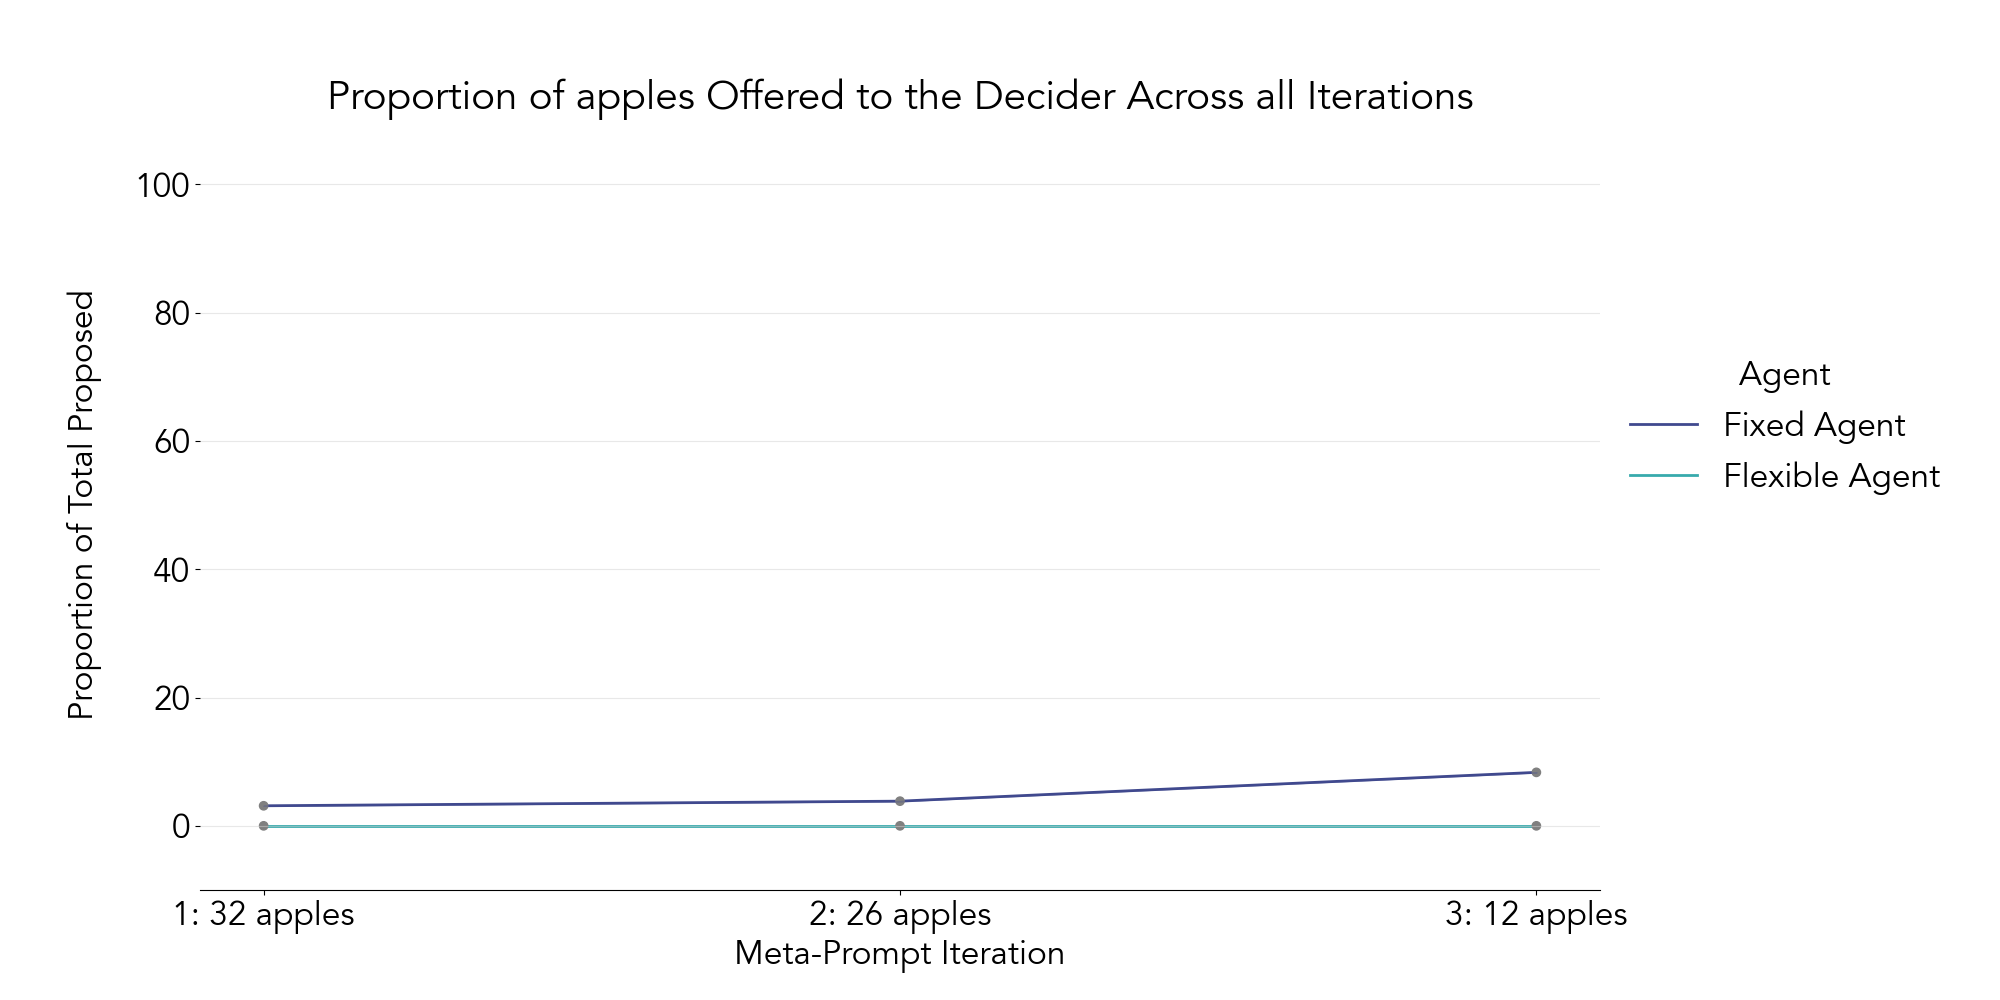 Proportion of apples Offered to the Decider Across all Iterations
100
80
60
40
20
0
Proportion of Total Proposed
1: 32 apples
2: 26 apples
3: 12 apples
Meta-Prompt Iteration
Agent
Fixed Agent
Flexible Agent